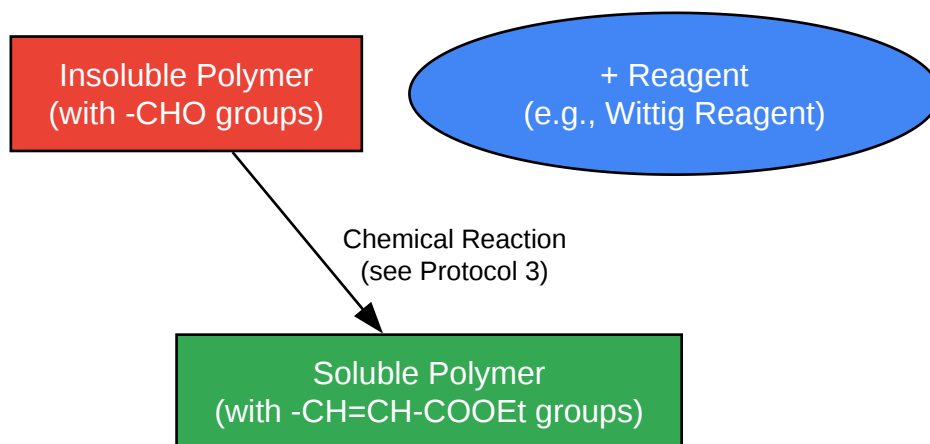 Insoluble Polymer
(with -CHO groups)
+ Reagent
(e.g., Wittig Reagent)
Chemical Reaction
(see Protocol 3)
Soluble Polymer
(with -CH=CH-COOEt groups)